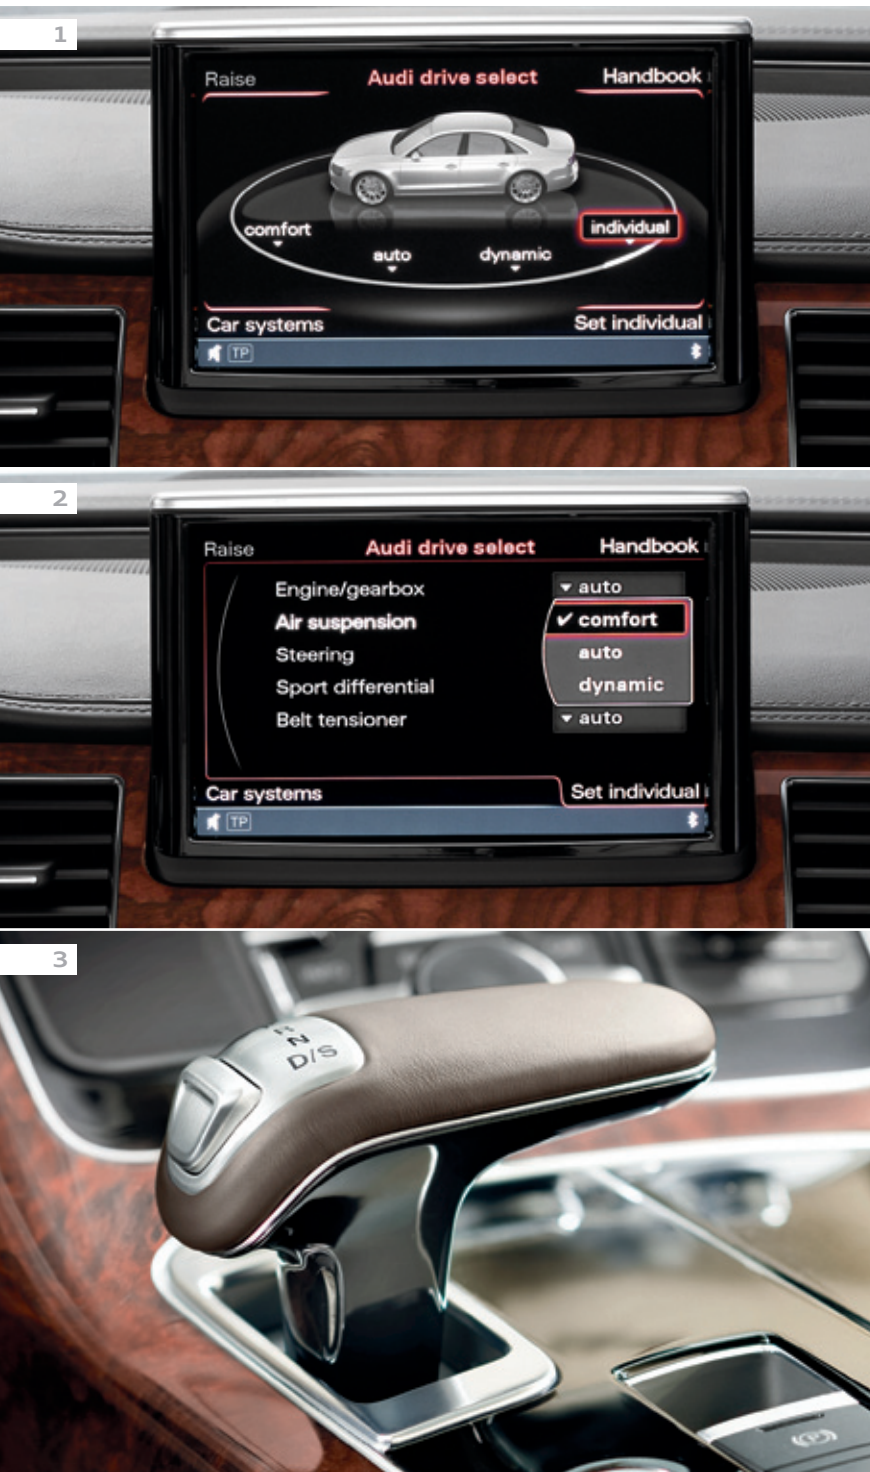 1
Raise Audi drive select Handbook
comfort individual
auto dynamic
Car systems Set individual
TP
2
Raise Audi drive select Handbook
Engine/gearbox auto
Air suspension comfort
Steering auto
Sport differential dynamic
Belt tensioner auto
Car systems Set individual
TP
3
R
N
D/S
(P)